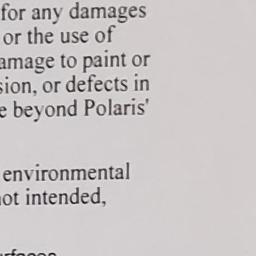 for any damages
or the use of
amage to paint or
sion, or defects in
e beyond Polaris'
environmental
not intended,